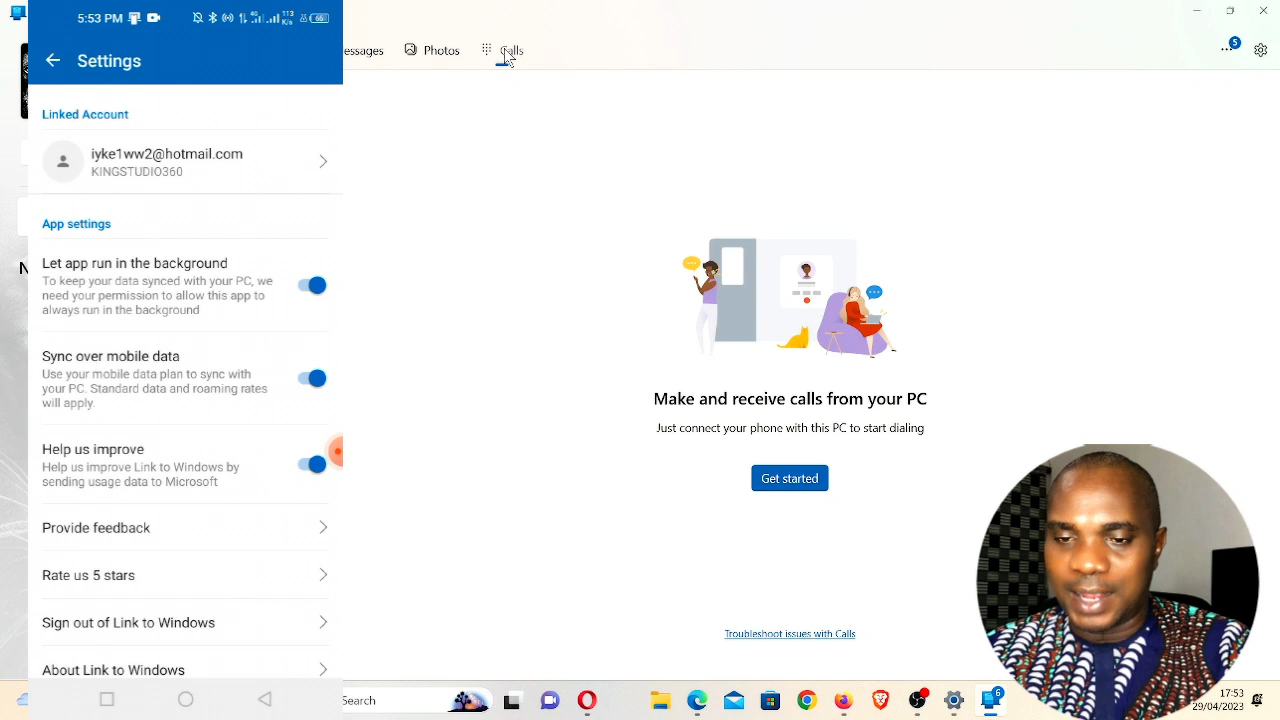 5:53 PM
4G
113
K/s
66
Settings
Linked Account
iyke1ww2@hotmail.com
KINGSTUDIO360
App settings
Let app run in the background
To keep your data synced with your PC, we
need your permission to allow this app to
always run in the background
Sync over mobile data
Use your mobile data plan to sync with
your PC. Standard data and roaming rates
will apply.
Help us improve
Help us improve Link to Windows by
sending usage data to Microsoft
Provide feedback
Rate us 5 stars
Sign out of Link to Windows
About Link to Windows
essages
Photos
Calls
5
Make and receive calls from your PC
Just connect your phone with this PC to start dialing
Get started
Troubleshoot issues with Calls
Search
6
17:53
29/04/2023